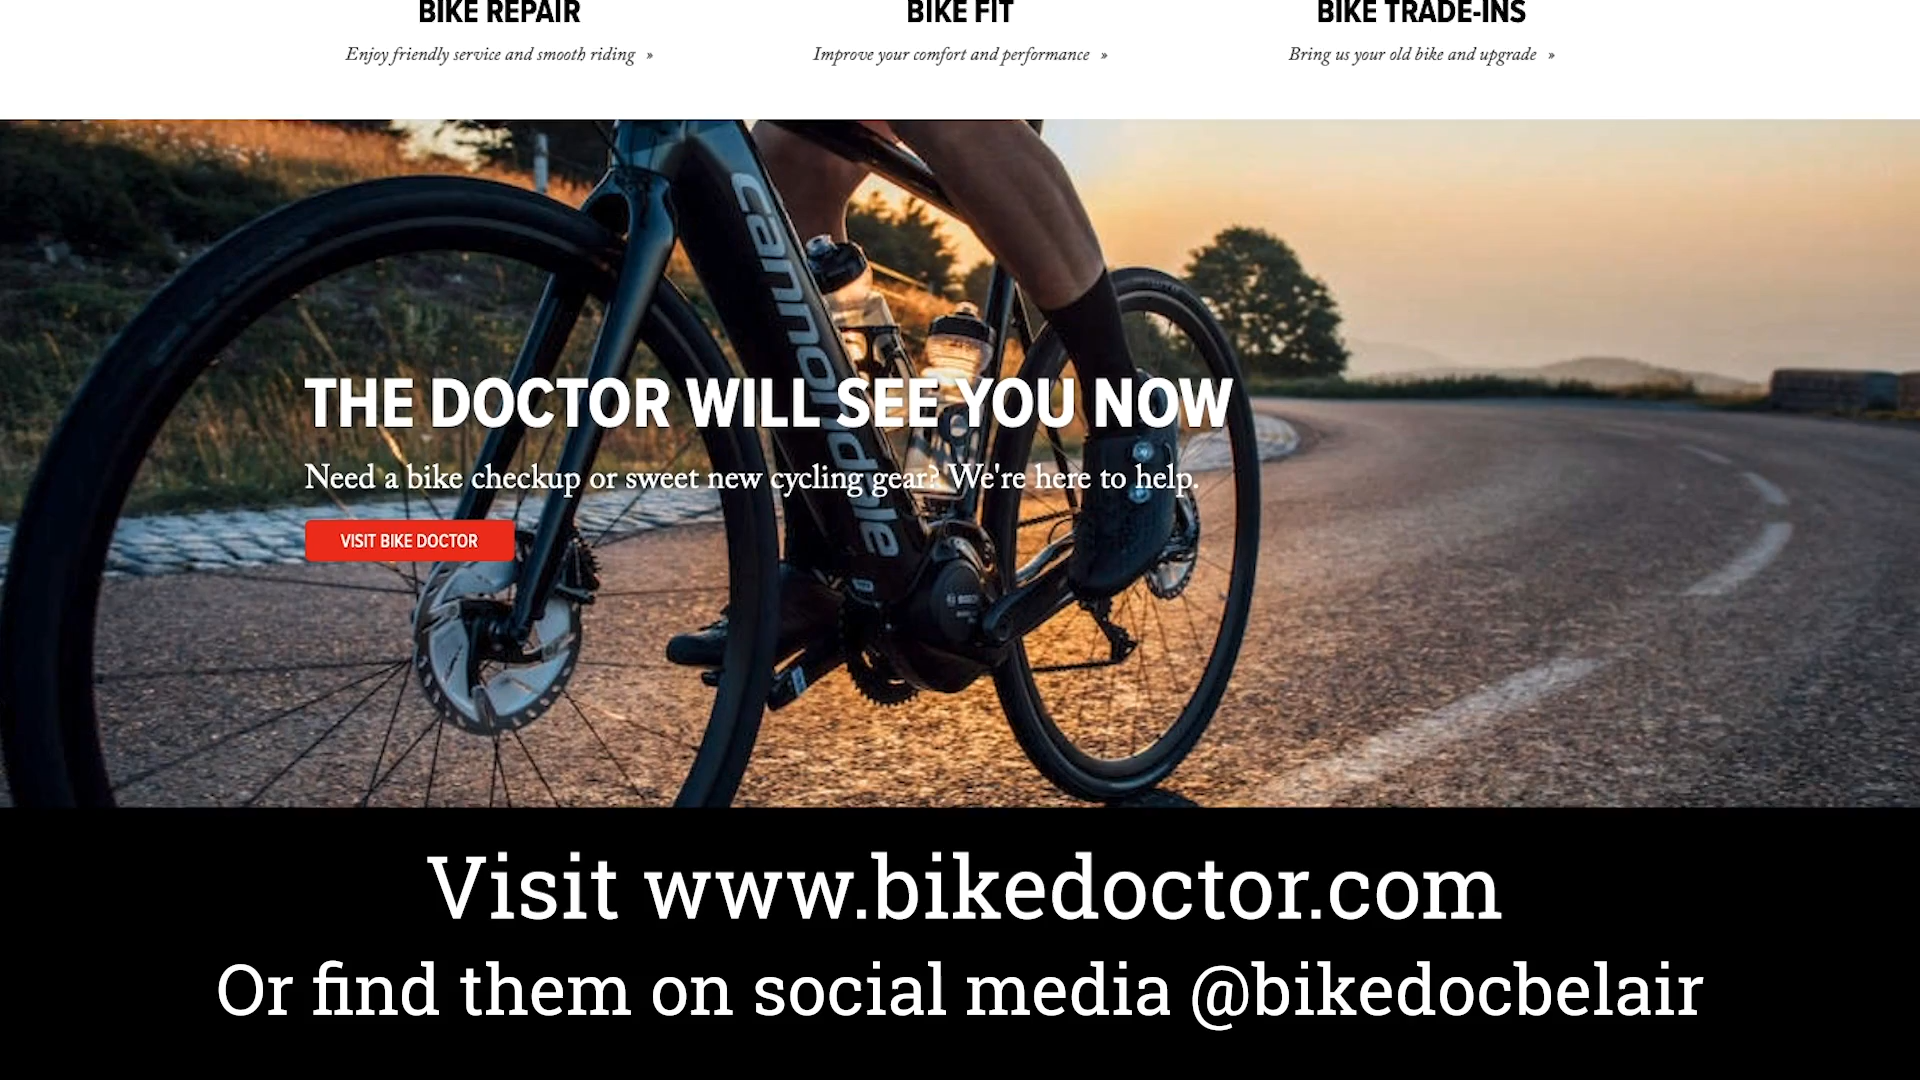 BIKE REPAIR
BIKE FIT
BIKE TRADE-INS
Enjoy friendly service and smooth riding »
Improve your comfort and performance »
Bring us your old bike and upgrade »
cannondale
THE DOCTOR WILL SEE YOU NOW
Need a bike checkup or sweet new cycling gear? We're here to help.
VISIT BIKE DOCTOR
BOSCH
Visit www.bikedoctor.com
Or find them on social media @bikedocbelair